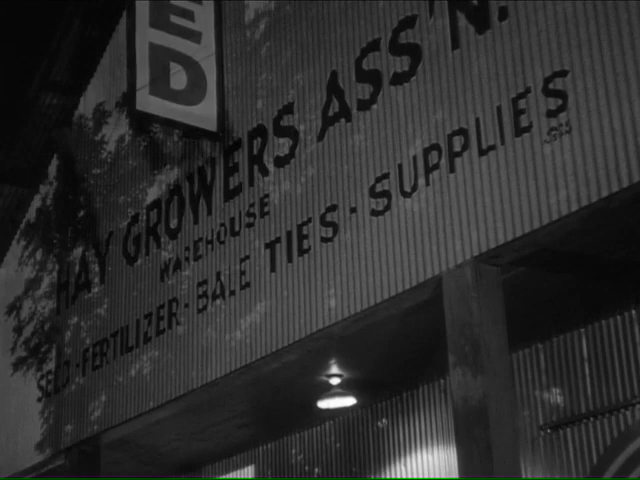 ED
HAY GROWERS ASS'N.
WAREHOUSE
SEED · FERTILIZER · BALE TIES · SUPPLIES